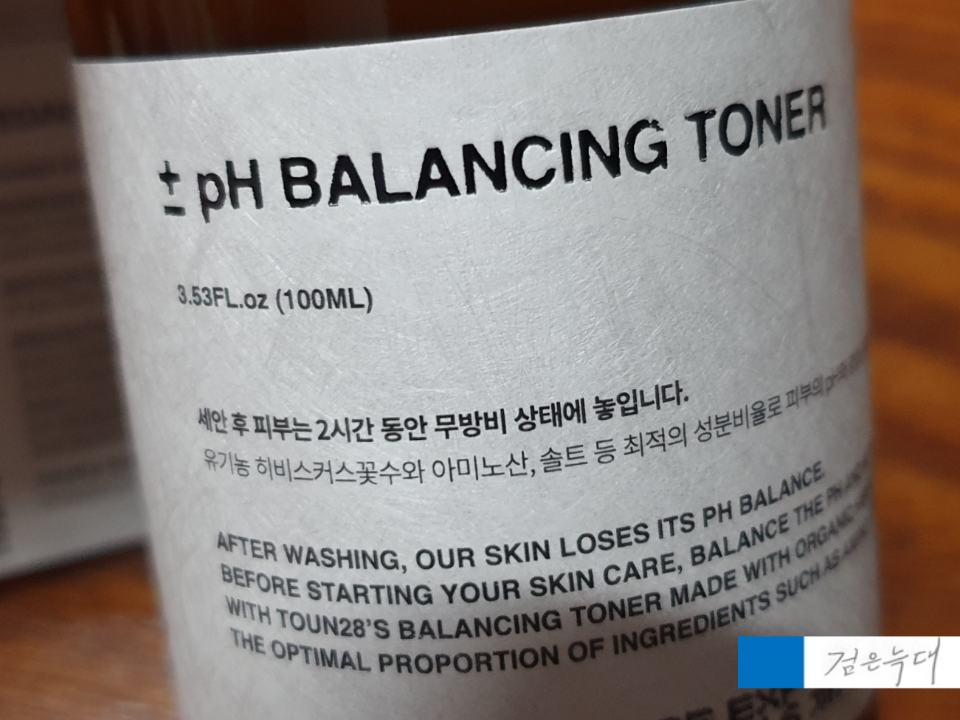 ± pH BALANCING TONER
3.53FL.oz (100ML)
세안 후 피부는 2시간 동안 무방비 상태에 놓입니다.
유기농 히비스커스꽃수와 아미노산, 솔트 등 최적의 성분비율로 피부의
AFTER WASHING, OUR SKIN LOSES ITS PH BALANCE.
BEFORE STARTING YOUR SKIN CARE, BALANCE THE PH
WITH TOUN28'S BALANCING TONER MADE WITH ORGANIC
THE OPTIMAL PROPORTION OF INGREDIENTS SUCH AS
검은늑대